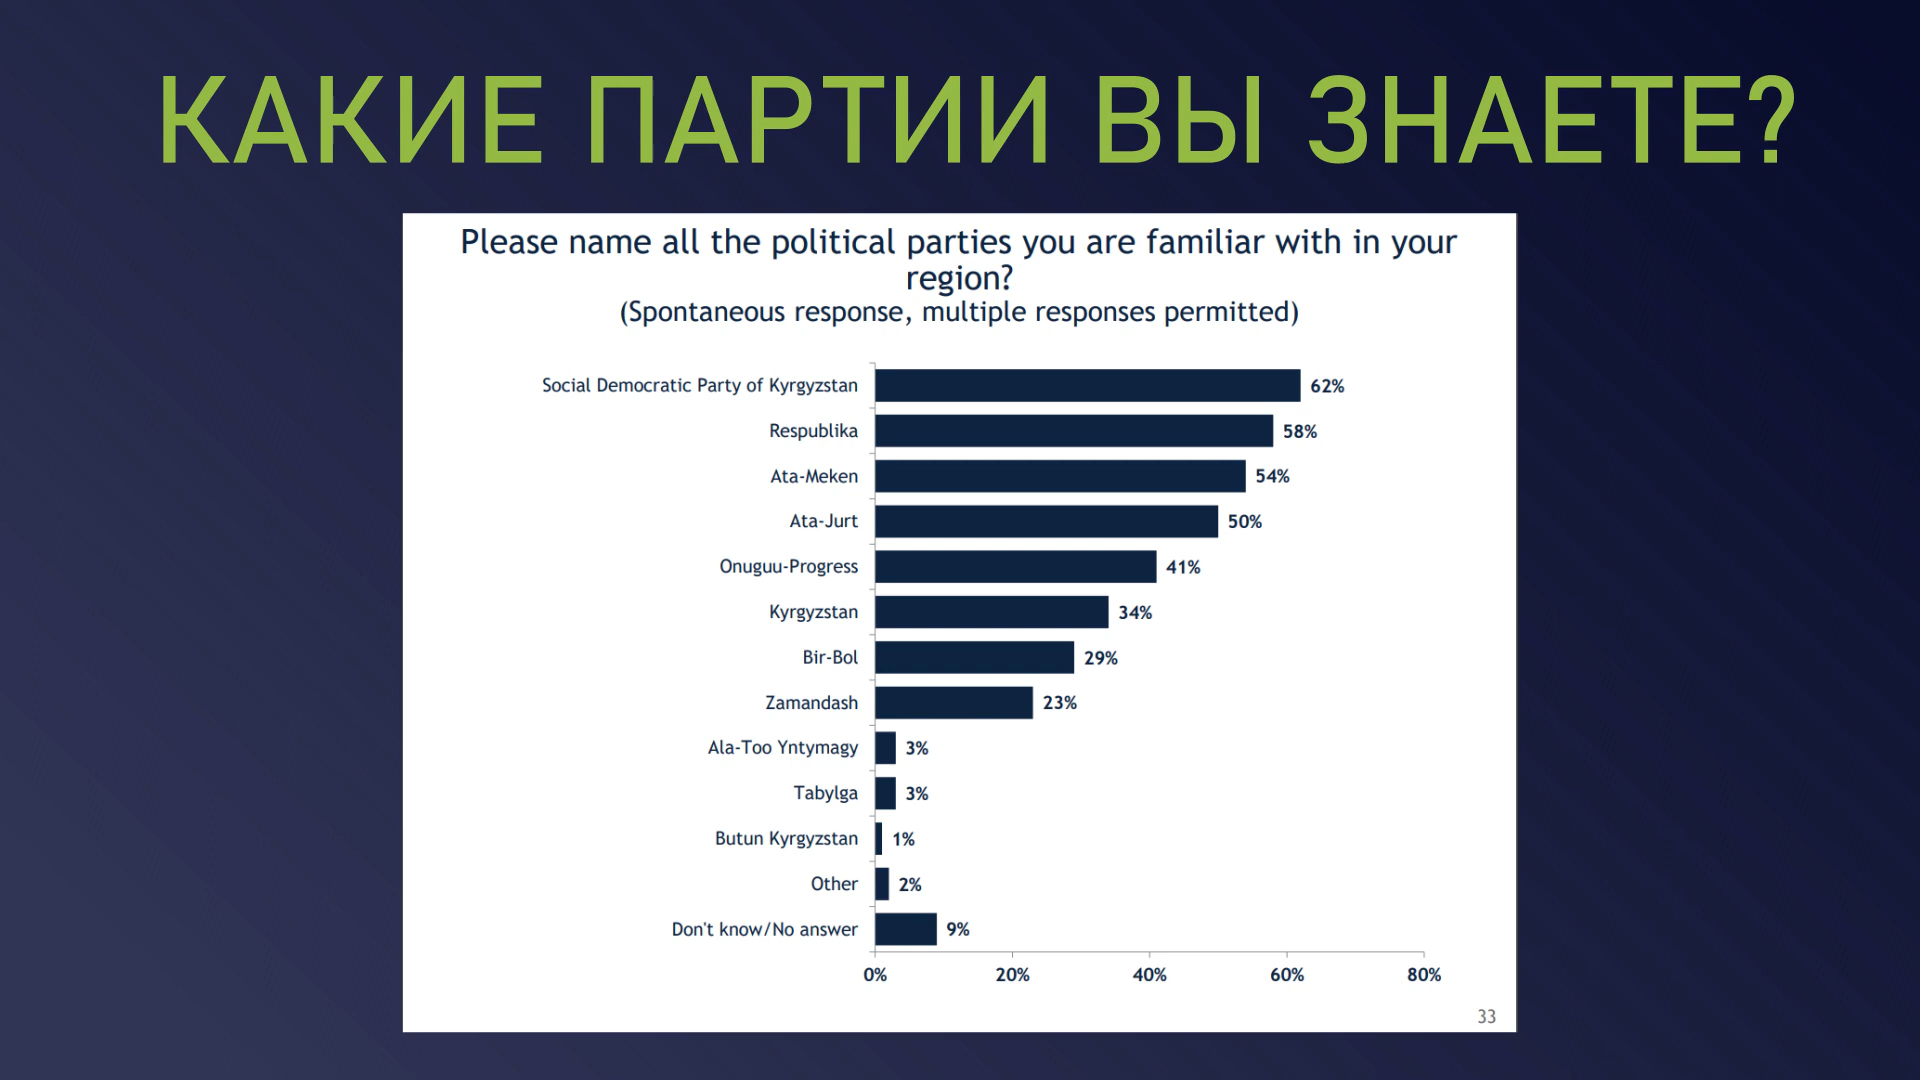 КАКИЕ ПАРТИИ ВЫ ЗНАЕТЕ?
Please name all the political parties you are familiar with in your
region?
(Spontaneous response, multiple responses permitted)
Social Democratic Party of Kyrgyzstan 62%
Respublika 58%
Ata-Meken 54%
Ata-Jurt 50%
Onuguu-Progress 41%
Kyrgyzstan 34%
Bir-Bol 29%
Zamandash 23%
Ala-Too Yntymagy 3%
Tabylga 3%
Butun Kyrgyzstan 1%
Other 2%
Don't know/No answer 9%
0% 20% 40% 60% 80%
33